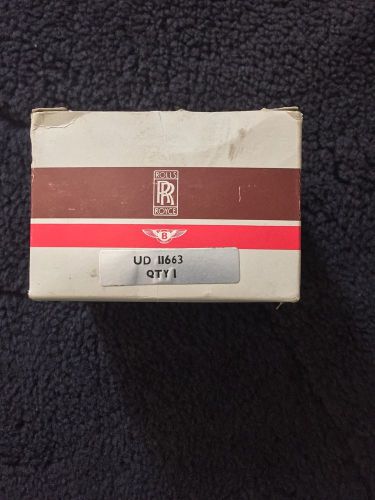 ROLLS
RR
ROYCE
B
UD 11663
QTY 1